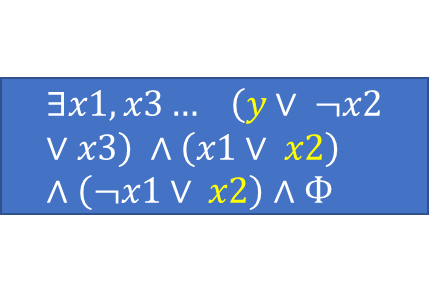 ∃x1, x3 … (y ∨ ¬x2
∨ x3) ∧ (x1 ∨ x2)
∧ (¬x1 ∨ x2) ∧ Φ